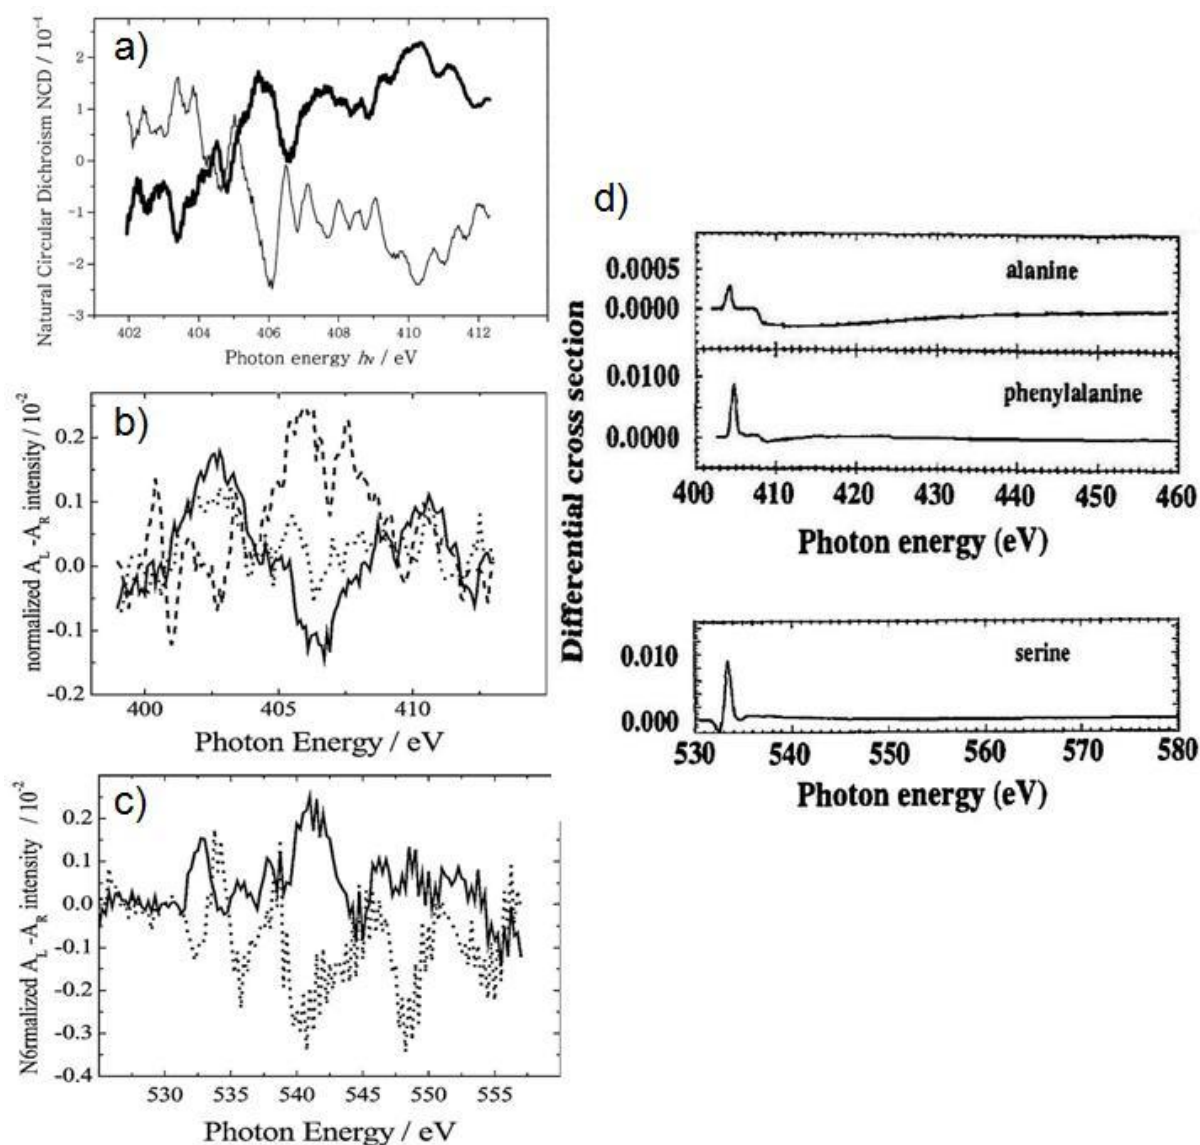 a)
Natural Circular Dichroism NCD / 10⁻⁴
2
1
0
-1
-2
-3
402 404 406 408 410 412
Photon energy hν / eV
b)
normalized A_L -A_R intensity / 10⁻²
0.2
0.1
0.0
-0.1
-0.2
400 405 410
Photon Energy / eV
c)
N6rmalized A_L -A_R intensity / 10⁻²
0.2
0.1
0.0
-0.1
-0.2
-0.3
-0.4
530 535 540 545 550 555
Photon Energy / eV
d)
Differential cross section
0.0005
0.0000
alanine
0.0100
0.0000
phenylalanine
400 410 420 430 440 450 460
Photon energy (eV)
0.010
0.000
serine
530 540 550 560 570 580
Photon energy (eV)